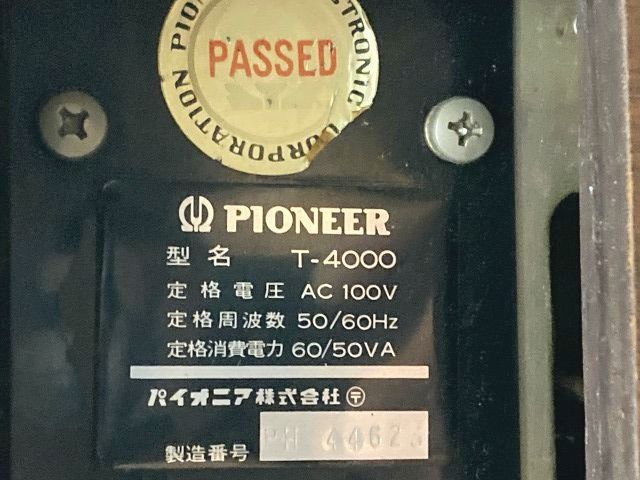 PIONEER ELECTRONIC CORPORATION
PASSED
PIONEER
型名 T-4000
定格電圧 AC 100V
定格周波数 50/60Hz
定格消費電力 60/50VA
パイオニア株式会社 〒
製造番号 PH 44623